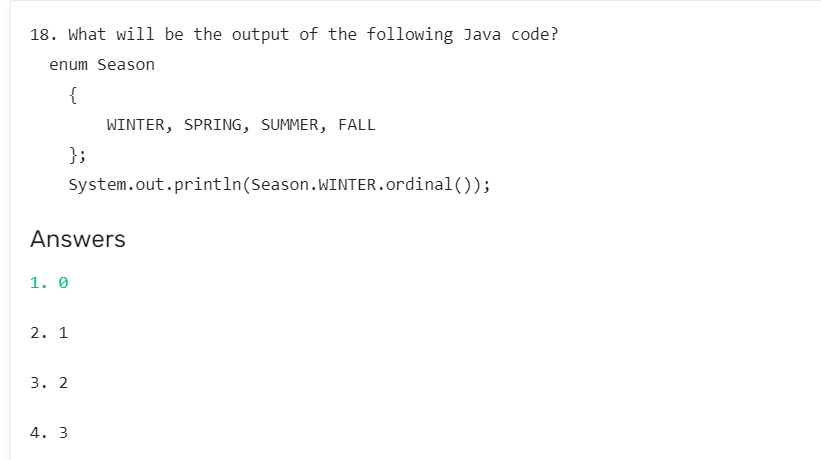 18. What will be the output of the following Java code?
enum Season
{
WINTER, SPRING, SUMMER, FALL
};
System.out.println(Season.WINTER.ordinal());
Answers
1. 0
2. 1
3. 2
4. 3